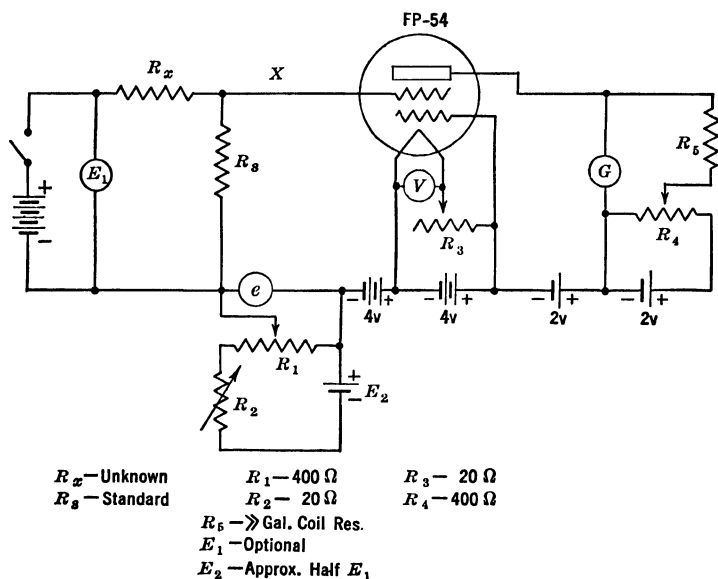 FP-54
Rx X
E1 + - Rs V G R5
R3 R4
e - + 4v - + 4v - + 2v - + 2v
R1
R2 + - E2
Rx—Unknown R1—400 Ω R3— 20 Ω
Rs—Standard R2— 20 Ω R4—400 Ω
R5—≫Gal. Coil Res.
E1—Optional
E2—Approx. Half E1